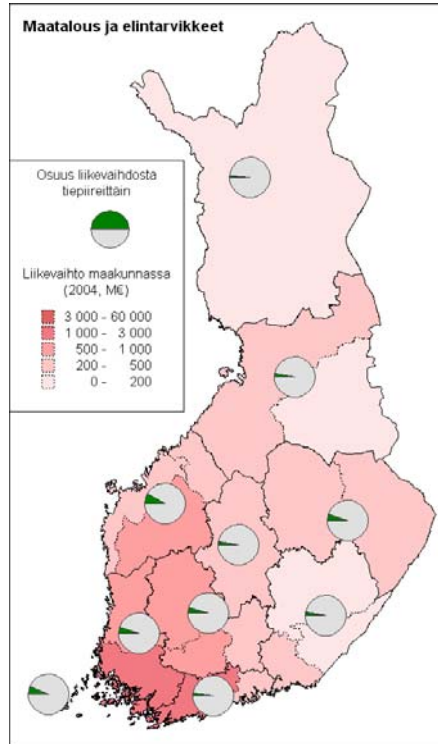 Maatalous ja elintarvikkeet
Osuus liikevaihdosta
tiepiireittäin
Liikevaihto maakunnassa
(2004, M€)
3 000 - 60 000
1 000 - 3 000
500 - 1 000
200 - 500
0 - 200